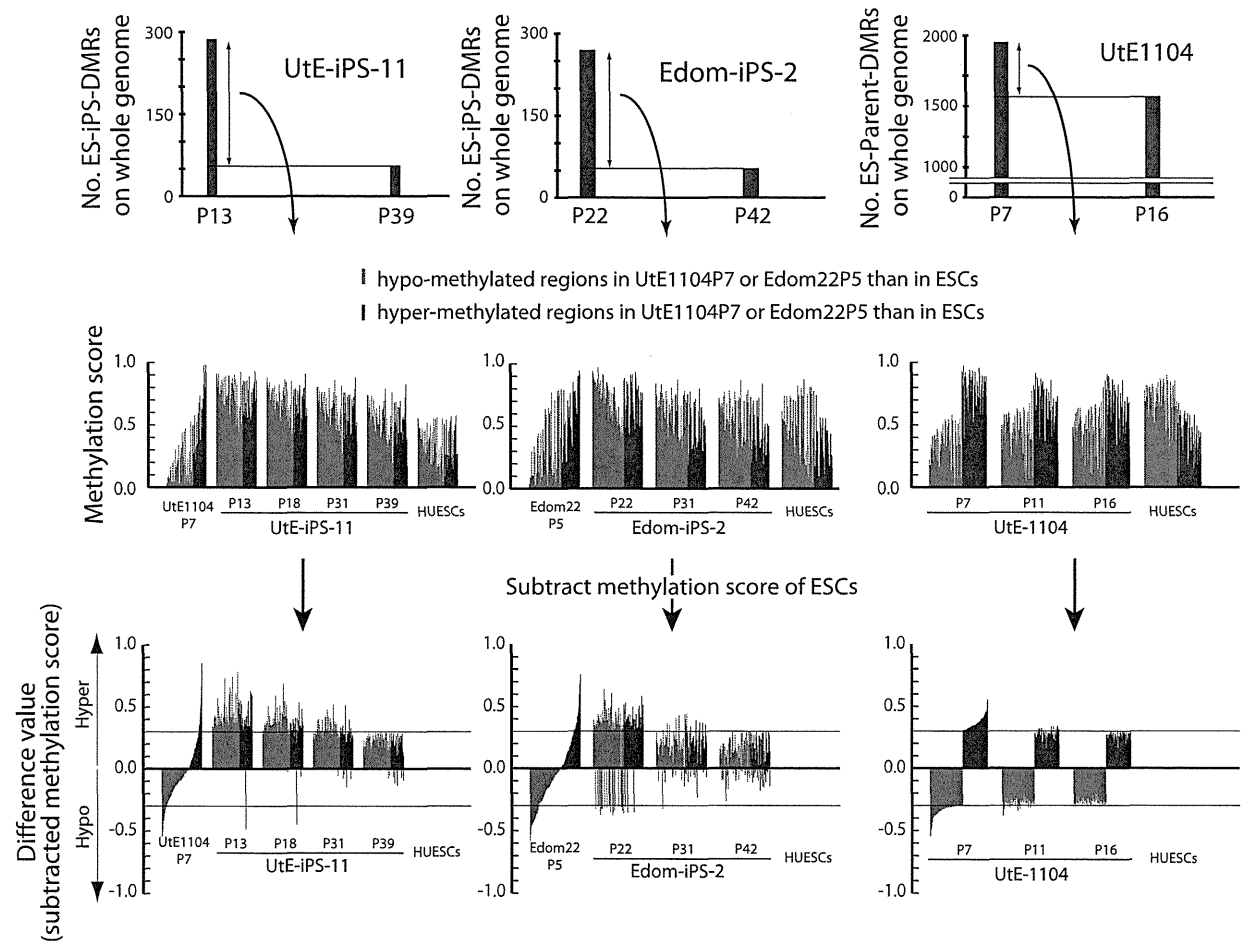 No. ES-iPS-DMRs
on whole genome
300
150
0
UtE-iPS-11
P13
P39
No. ES-iPS-DMRs
on whole genome
300
150
0
Edom-iPS-2
P22
P42
No. ES-Parent-DMRs
on whole genome
2000
1500
1000
0
UtE1104
P7
P16
hypo-methylated regions in UtE1104P7 or Edom22P5 than in ESCs
hyper-methylated regions in UtE1104P7 or Edom22P5 than in ESCs
Methylation score
1.0
0.5
0.0
UtE1104
P7
P13 P18 P31 P39
UtE-iPS-11
HUESCs
1.0
0.5
0.0
Edom22
P5
P22 P31 P42
Edom-iPS-2
HUESCs
1.0
0.5
0.0
P7 P11 P16
UtE-1104
HUESCs
Subtract methylation score of ESCs
Difference value
(subtracted methylation score)
Hyper
Hypo
1.0
0.5
0.0
-0.5
-1.0
UtE1104
P7
P13 P18 P31 P39
UtE-iPS-11
HUESCs
1.0
0.5
0.0
-0.5
-1.0
Edom22
P5
P22 P31 P42
Edom-iPS-2
HUESCs
1.0
0.5
0.0
-0.5
-1.0
P7 P11 P16
UtE-1104
HUESCs